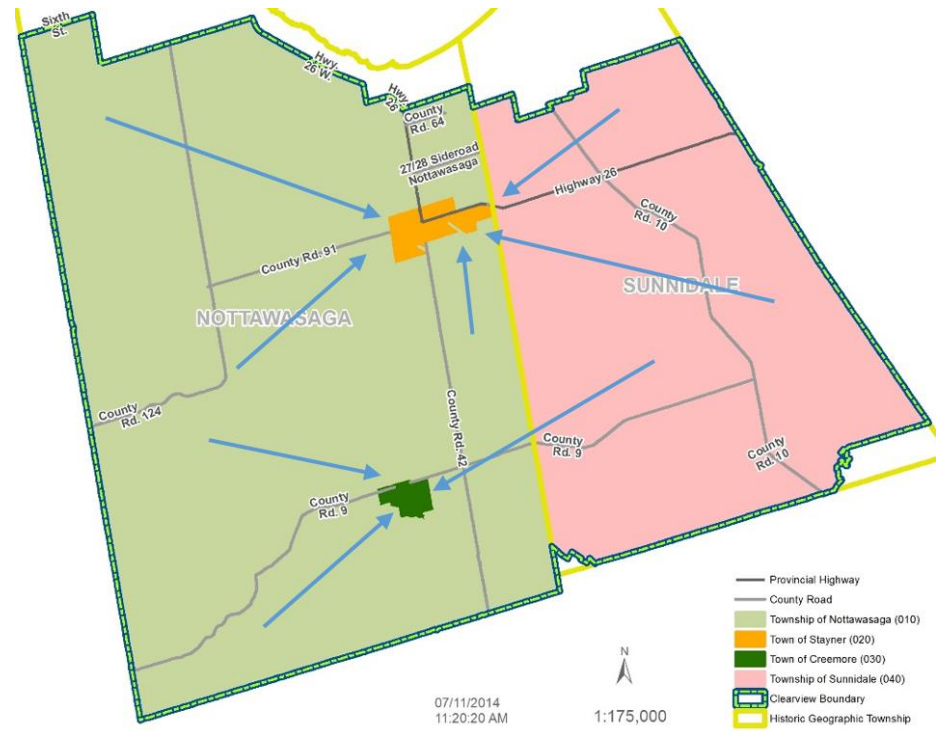 Sixth
St.
Hwy.
26 W.
Hwy.
26
County
Rd. 64
27/28 Sideroad
Nottawasaga
Highway 26
County
Rd. 10
County Rd. 91
SUNNIDALE
NOTTAWASAGA
County
Rd. 124
County Rd. 42
County
Rd. 9
County
Rd. 10
County
Rd. 9
Provincial Highway
County Road
Township of Nottawasaga (010)
Town of Stayner (020)
Town of Creemore (030)
Township of Sunnidale (040)
Clearview Boundary
Historic Geographic Township
N
07/11/2014
11:20:20 AM
1:175,000